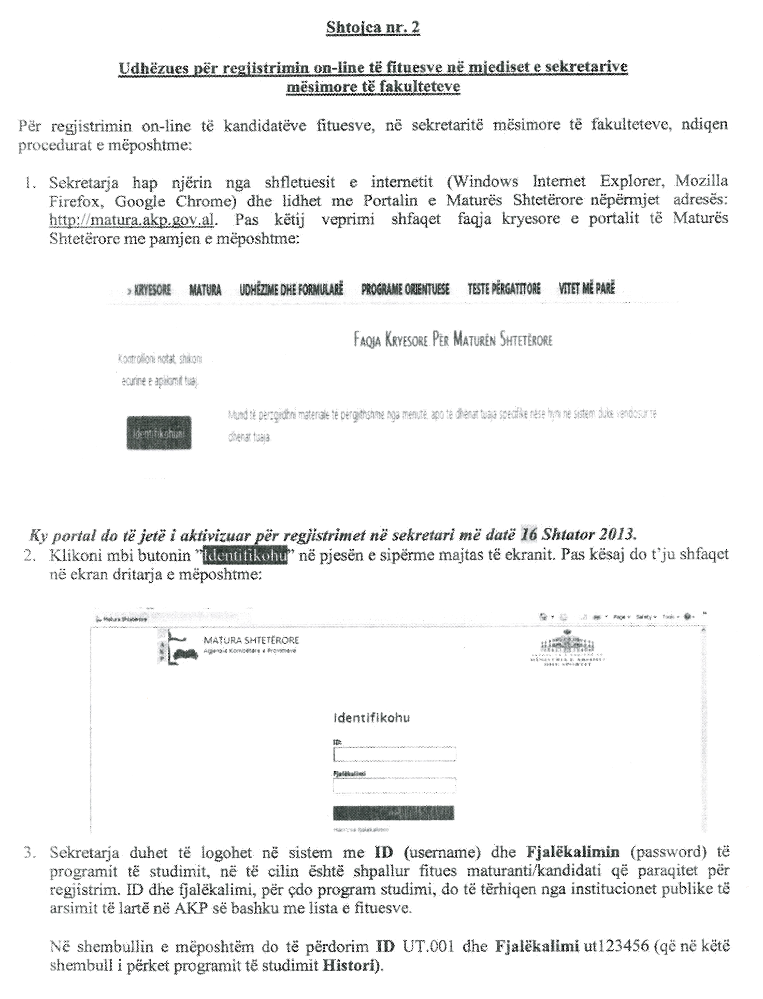 Shtojca nr. 2
Udhëzues për regjistrimin on-line të fituesve në mjediset e sekretarive
mësimore të fakulteteve
Për regjistrimin on-line të kandidatëve fituesve, në sekretaritë mësimore të fakulteteve, ndiqen
procedurat e mëposhtme:
1. Sekretarja hap njërin nga shfletuesit e internetit (Windows Internet Explorer, Mozilla
Firefox, Google Chrome) dhe lidhet me Portalin e Maturës Shtetërore nëpërmjet adresës:
http://matura.akp.gov.al. Pas këtij veprimi shfaqet faqja kryesore e portalit të Maturës
Shtetërore me pamjen e mëposhtme:
› KRYESORE MATURA UDHËZIME DHE FORMULARË PROGRAME ORIENTUESE TESTE PËRGATITORE VITET MË PARË
FAQJA KRYESORE PËR MATURËN SHTETËRORE
Kontrolloni notat, shikoni
ecurinë e aplikimit tuaj.
Mund të përzgjidhni materiale të përgjithshme nga menutë, apo të dhënat tuaja specifike nëse hyni në sistem duke vendosur të
Identifikohuni
dhënat tuaja.
Ky portal do të jetë i aktivizuar për regjistrimet në sekretari më datë 16 Shtator 2013.
2. Klikoni mbi butonin ”Identifikohu” në pjesën e sipërme majtas të ekranit. Pas kësaj do t’ju shfaqet
në ekran dritarja e mëposhtme:
Matura Shtetërore Page Safety Tools
AKP MATURA SHTETËRORE
Agjensia Kombëtare e Provimeve
MINISTRIA E ARSIMIT
DHE SPORTIT
Identifikohu
ID:
Fjalëkalimi
Harrova fjalëkalimin
3. Sekretarja duhet të logohet në sistem me ID (username) dhe Fjalëkalimin (password) të
programit të studimit, në të cilin është shpallur fitues maturanti/kandidati që paraqitet për
regjistrim. ID dhe fjalëkalimi, për çdo program studimi, do të tërhiqen nga institucionet publike të
arsimit të lartë në AKP së bashku me lista e fituesve.
Në shembullin e mëposhtëm do të përdorim ID UT.001 dhe Fjalëkalimi ut123456 (që në këtë
shembull i përket programit të studimit Histori).